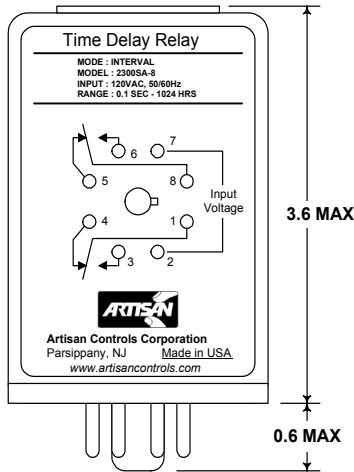 Time Delay Relay
MODE : INTERVAL
MODEL : 2300SA-8
INPUT : 120VAC, 50/60Hz
RANGE : 0.1 SEC - 1024 HRS
6
7
5
8
Input
Voltage
4
1
3
2
3.6 MAX
ARTISAN
Artisan Controls Corporation
Parsippany, NJ Made in USA
www.artisancontrols.com
0.6 MAX